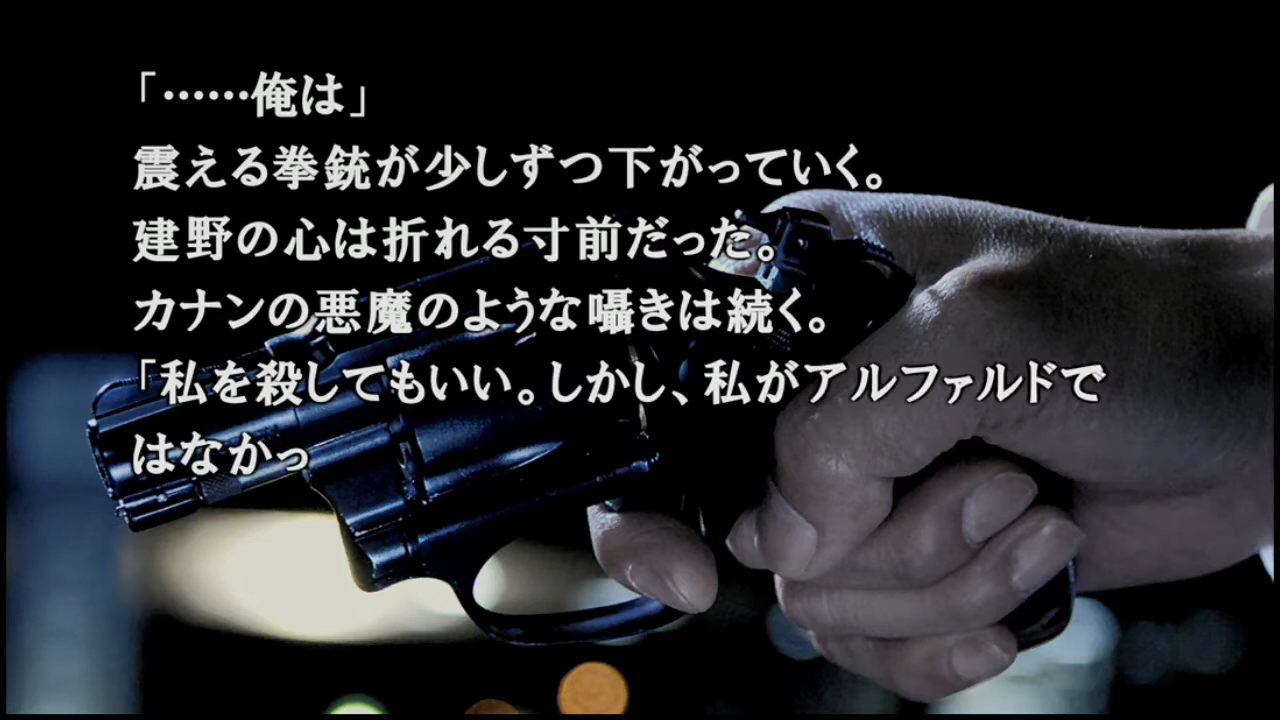 「……俺は」
震える拳銃が少しずつ下がっていく。
建野の心は折れる寸前だった。
カナンの悪魔のような囁きは続く。
「私を殺してもいい。しかし、私がアルファルドで
はなかっ